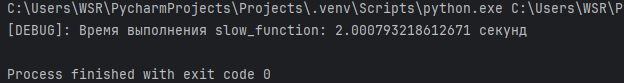 C:\Users\WSR\PycharmProjects\Projects\.venv\Scripts\python.exe C:\Users\WSR\P
[DEBUG]: Время выполнения slow_function: 2.000793218612671 секунд
Process finished with exit code 0